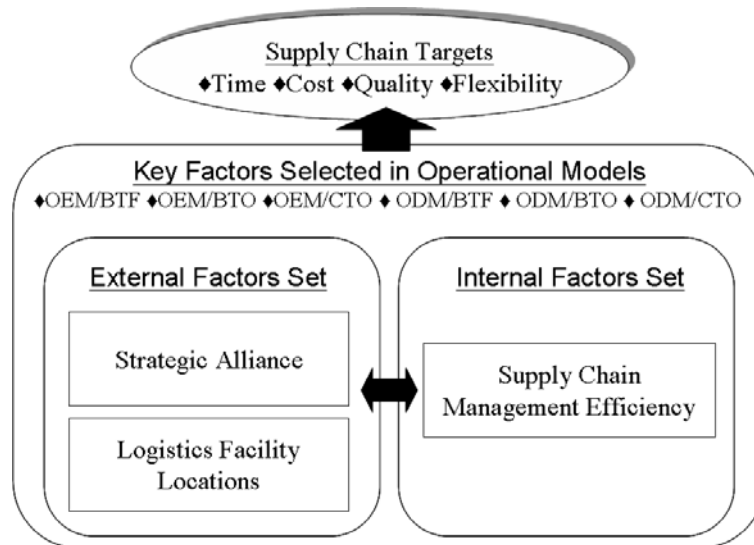 Supply Chain Targets
♦Time ♦Cost ♦Quality ♦Flexibility
Key Factors Selected in Operational Models
♦OEM/BTF ♦OEM/BTO ♦OEM/CTO ♦ ODM/BTF ♦ ODM/BTO ♦ ODM/CTO
External Factors Set
Strategic Alliance
Logistics Facility
Locations
Internal Factors Set
Supply Chain
Management Efficiency